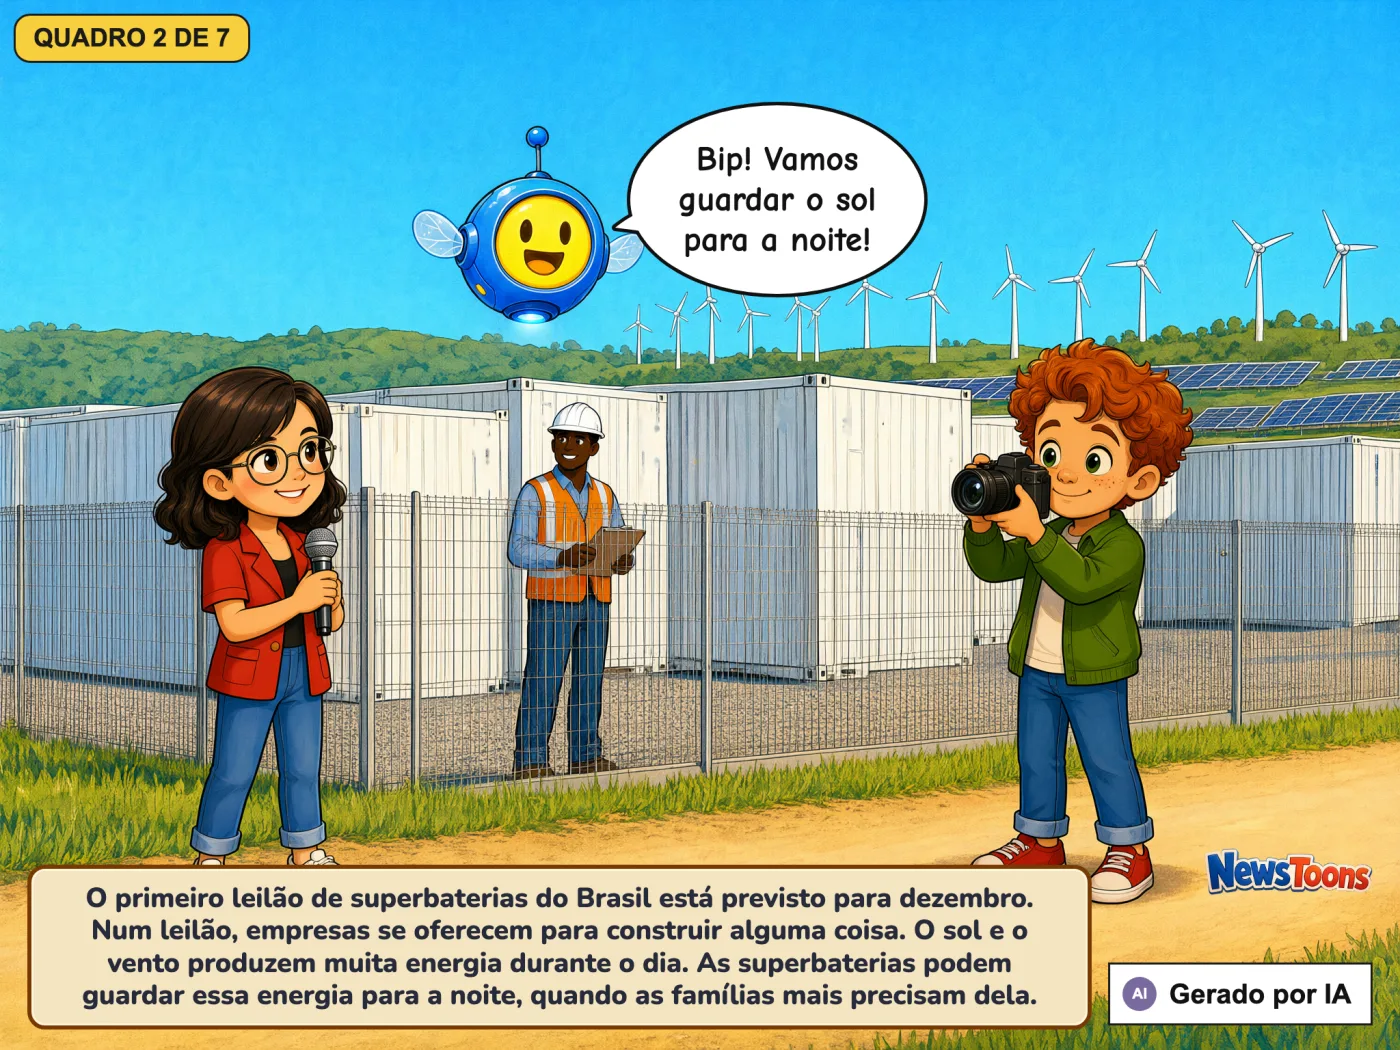 QUADRO 2 DE 7
Bip! Vamos
guardar o sol
para a noite!
O primeiro leilão de superbaterias do Brasil está previsto para dezembro.
Num leilão, empresas se oferecem para construir alguma coisa. O sol e o
vento produzem muita energia durante o dia. As superbaterias podem
guardar essa energia para a noite, quando as famílias mais precisam dela.
NewsToons
AI Gerado por IA